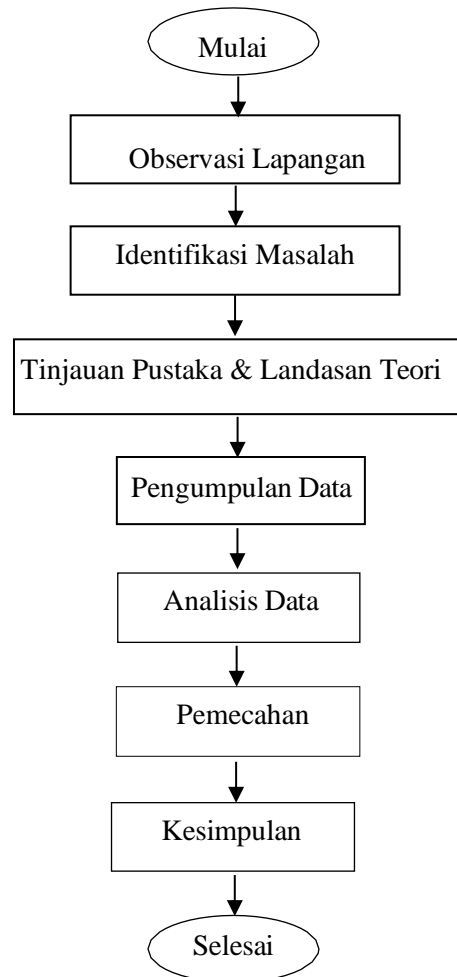 Mulai
Observasi Lapangan
Identifikasi Masalah
Tinjauan Pustaka & Landasan Teori
Pengumpulan Data
Analisis Data
Pemecahan
Kesimpulan
Selesai